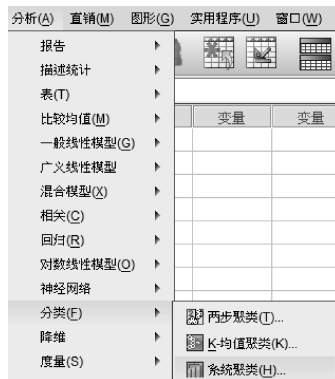 分析(A) 直销(M) 图形(G) 实用程序(U) 窗口(W)
报告
描述统计
表(T)
比较均值(M)
一般线性模型(G)
广义线性模型
混合模型(X)
相关(C)
回归(R)
对数线性模型(O)
神经网络
分类(F)
降维
度量(S)
变量 变量
两步聚类(T)...
K-均值聚类(K)...
系统聚类(H)...